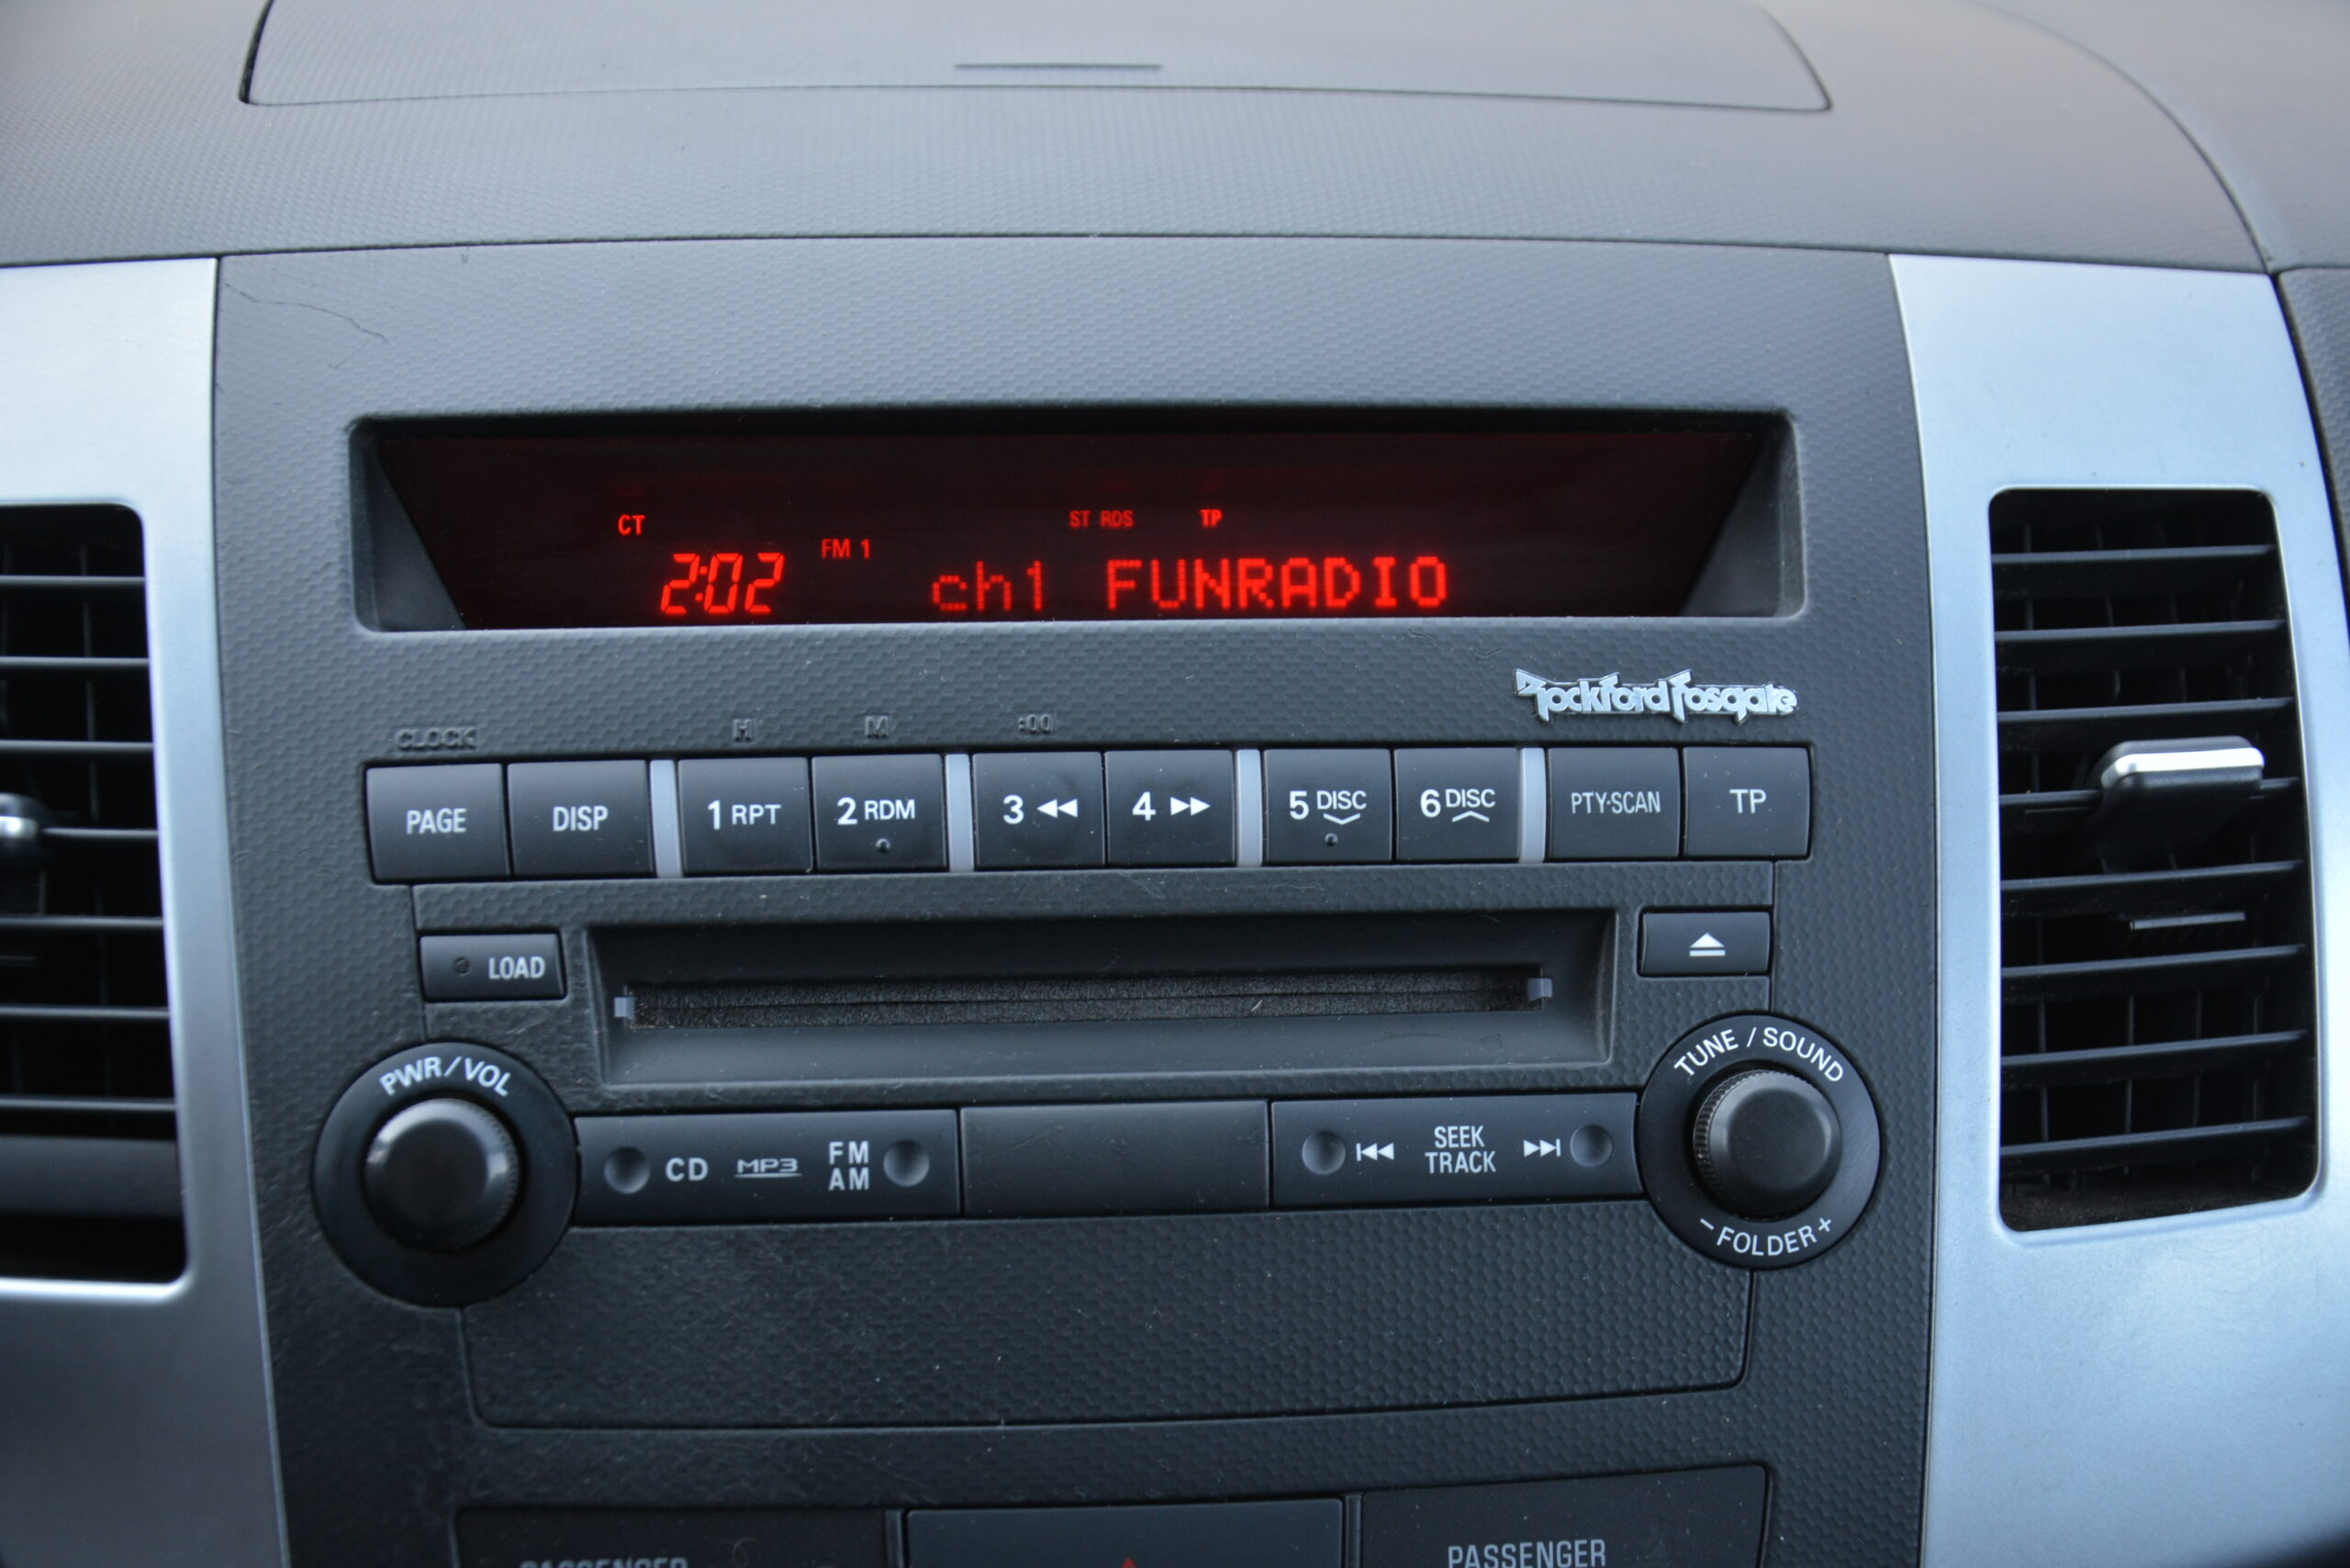 CT ST RDS TP
2:02 FM 1 ch1 FUNRADIO
Rockford Fosgate
CLOCK H M :00
PAGE DISP 1 RPT 2 RDM 3 4 5 DISC 6 DISC PTY·SCAN TP
LOAD
PWR/VOL
TUNE / SOUND
CD MP3 FM AM
SEEK TRACK
- FOLDER +
PASSENGER
PASSENGER